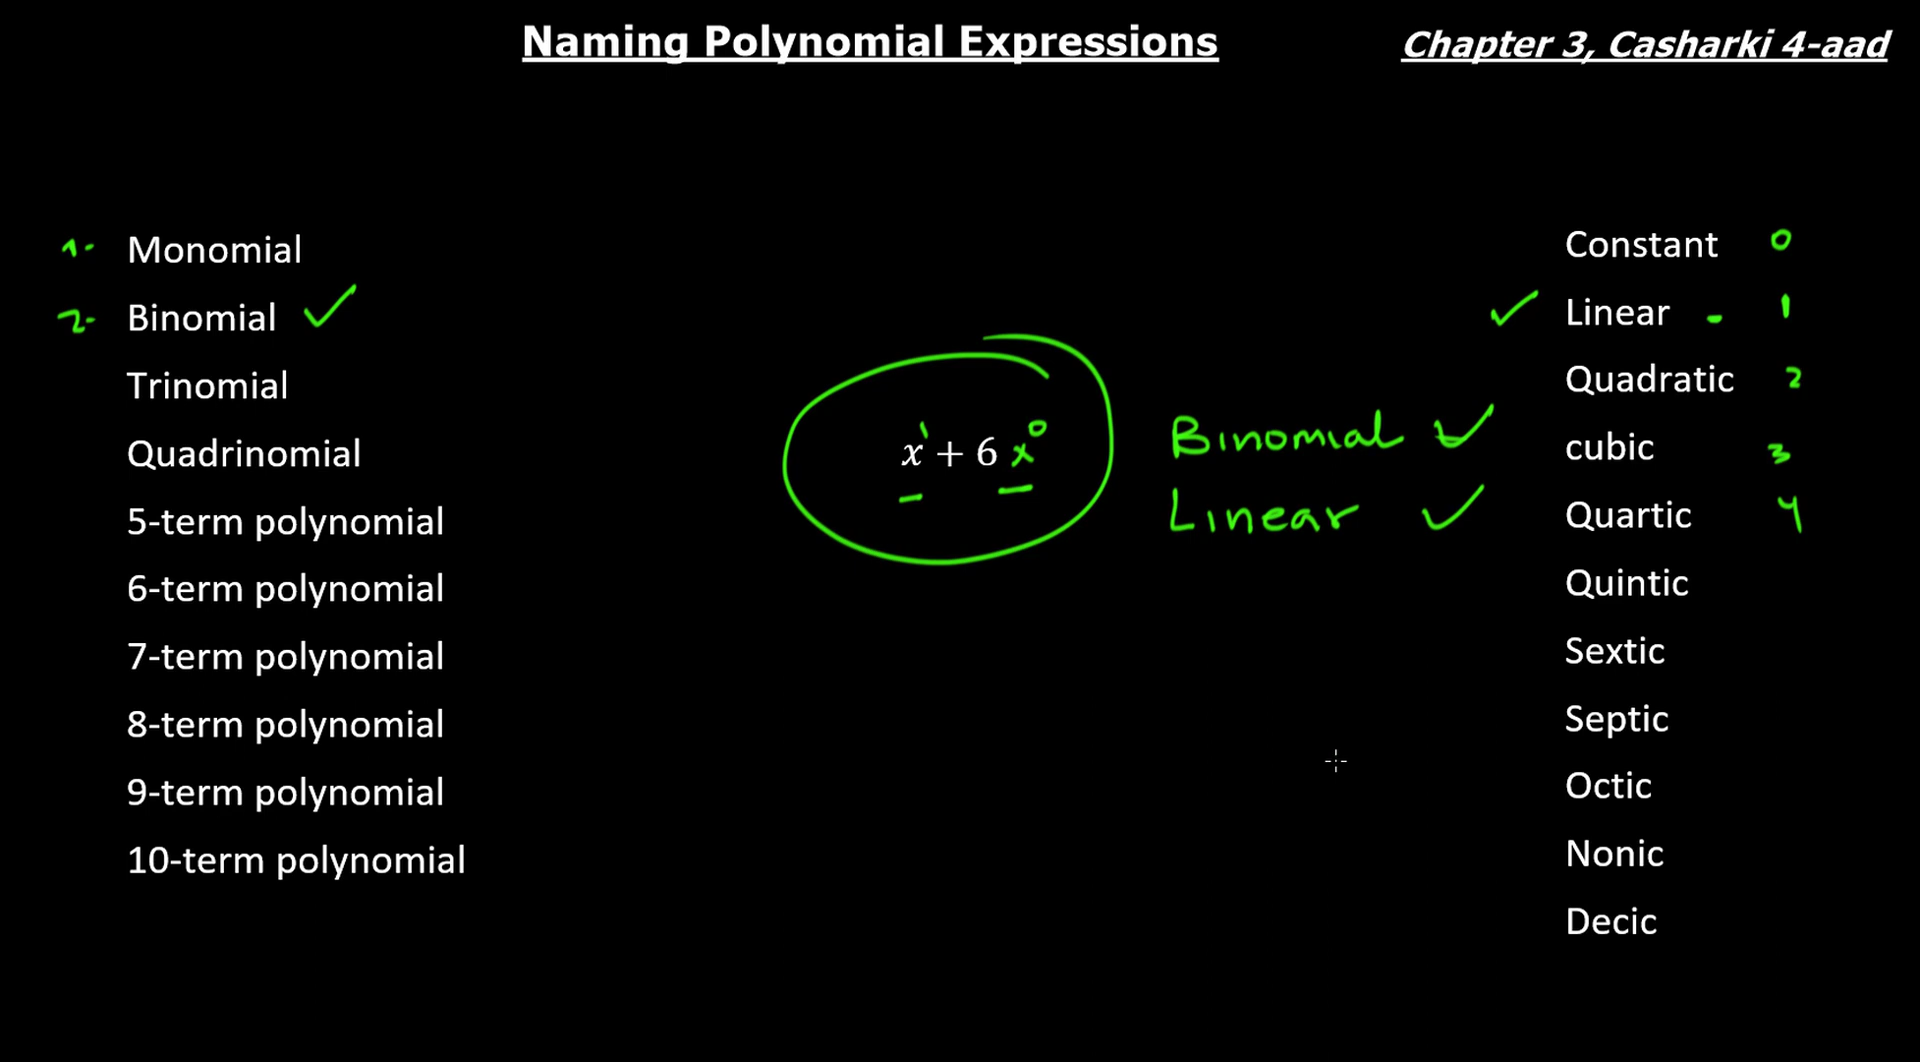 Naming Polynomial Expressions
Chapter 3, Casharki 4-aad
1- Monomial
2- Binomial ✓
Trinomial
Quadrinomial
5-term polynomial
6-term polynomial
7-term polynomial
8-term polynomial
9-term polynomial
10-term polynomial
x¹ + 6x⁰
Binomial ✓
Linear ✓
Constant 0
✓ Linear - 1
Quadratic 2
cubic 3
Quartic 4
Quintic
Sextic
Septic
Octic
Nonic
Decic